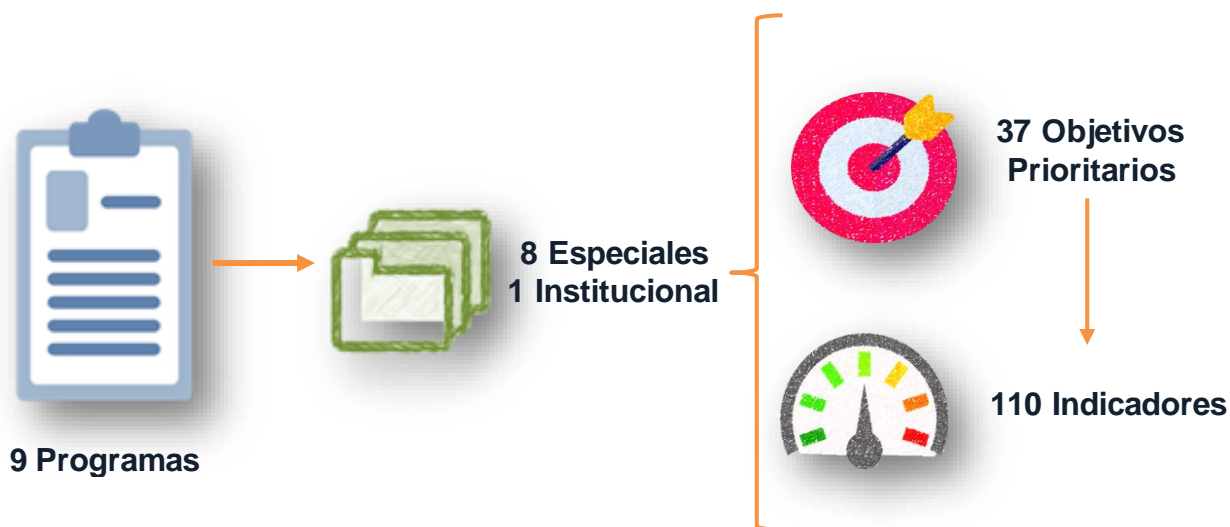 9 Programas
8 Especiales
1 Institucional
37 Objetivos
Prioritarios
110 Indicadores